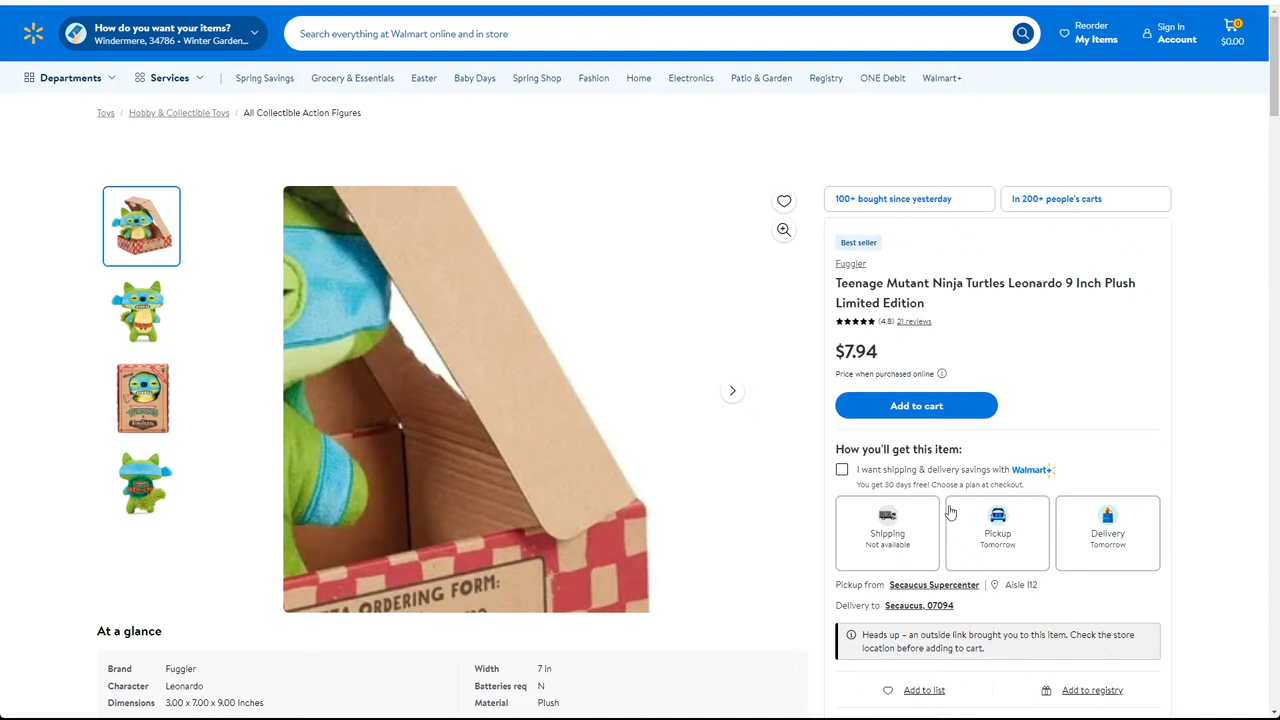 How do you want your items?
Windermere, 34786 • Winter Garden...
Search everything at Walmart online and in store
Reorder
My Items
Sign In
Account
0
$0.00
Departments
Services
Spring Savings
Grocery & Essentials
Easter
Baby Days
Spring Shop
Fashion
Home
Electronics
Patio & Garden
Registry
ONE Debit
Walmart+
Toys / Hobby & Collectible Toys / All Collectible Action Figures
100+ bought since yesterday
In 200+ people's carts
Best seller
Fuggler
Teenage Mutant Ninja Turtles Leonardo 9 Inch Plush
Limited Edition
(4.8) 21 reviews
$7.94
Price when purchased online
Add to cart
How you'll get this item:
I want shipping & delivery savings with Walmart+
You get 30 days free! Choose a plan at checkout.
Shipping
Not available
Pickup
Tomorrow
Delivery
Tomorrow
Pickup from Secaucus Supercenter | Aisle I12
Delivery to Secaucus, 07094
Heads up – an outside link brought you to this item. Check the store
location before adding to cart.
Add to list
Add to registry
ORDERING FORM:
At a glance
Brand Fuggler
Character Leonardo
Dimensions 3.00 x 7.00 x 9.00 Inches
Width 7 in
Batteries req N
Material Plush